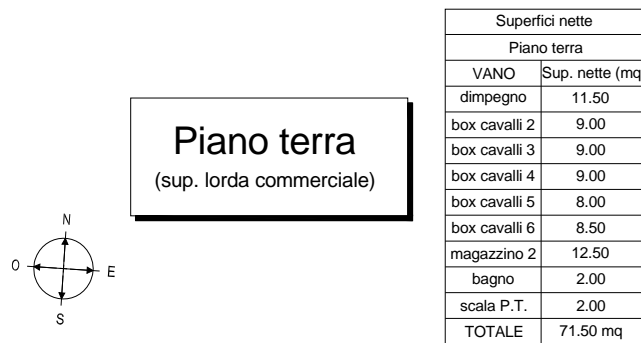 Piano terra
(sup. lorda commerciale)
N
O
E
S
Superfici nette
Piano terra
VANO Sup. nette (mq
dimpegno 11.50
box cavalli 2 9.00
box cavalli 3 9.00
box cavalli 4 9.00
box cavalli 5 8.00
box cavalli 6 8.50
magazzino 2 12.50
bagno 2.00
scala P.T. 2.00
TOTALE 71.50 mq